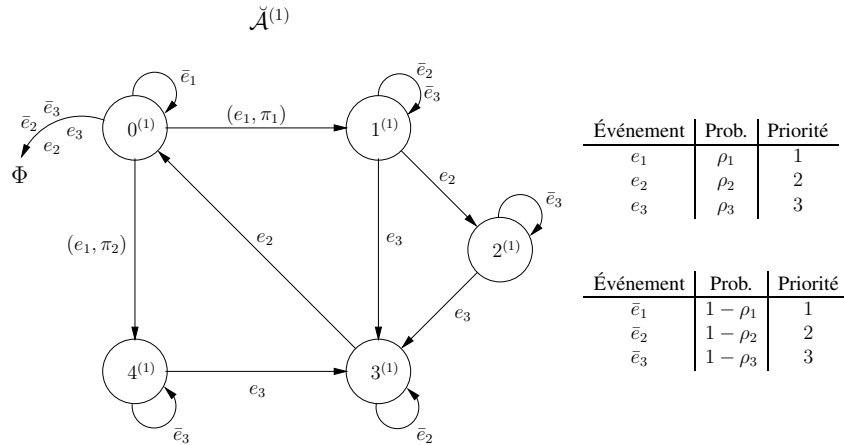 𝒜̆⁽¹⁾
ē₁
ē₂
ē₃
ē₃
ē₂
e₃
e₂
Φ
0⁽¹⁾
(e₁, π₁)
1⁽¹⁾
e₂
ē₃
2⁽¹⁾
(e₁, π₂)
e₂
e₃
e₃
4⁽¹⁾
e₃
3⁽¹⁾
ē₃
ē₂
Événement Prob. Priorité
e₁ ρ₁ 1
e₂ ρ₂ 2
e₃ ρ₃ 3
Événement Prob. Priorité
ē₁ 1 − ρ₁ 1
ē₂ 1 − ρ₂ 2
ē₃ 1 − ρ₃ 3